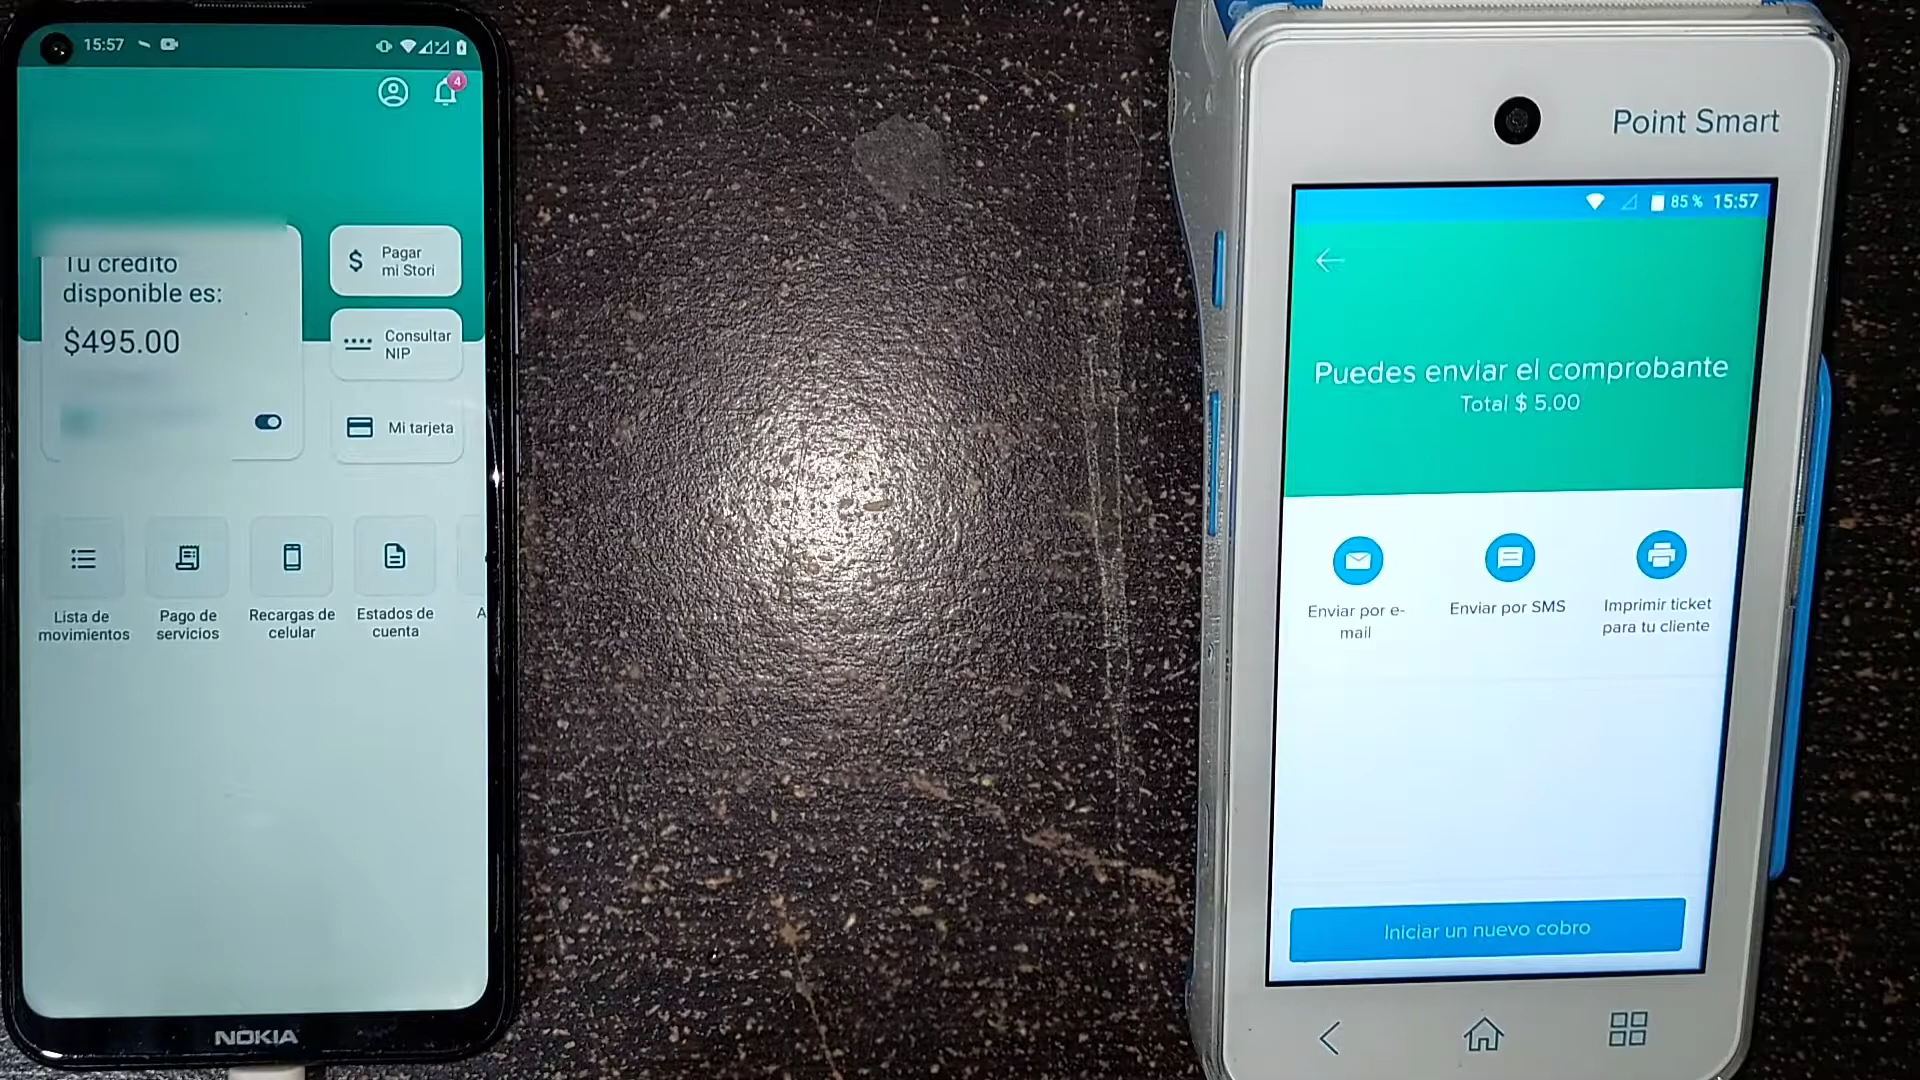 15:57
4
Tu credito
disponible es:
$495.00
$ Pagar
mi Stori
Consultar
NIP
Mi tarjeta
Lista de
movimientos
Pago de
servicios
Recargas de
celular
Estados de
cuenta
A
NOKIA
Point Smart
85 % 15:57
Puedes enviar el comprobante
Total $ 5.00
Enviar por e-
mail
Enviar por SMS
Imprimir ticket
para tu cliente
Iniciar un nuevo cobro